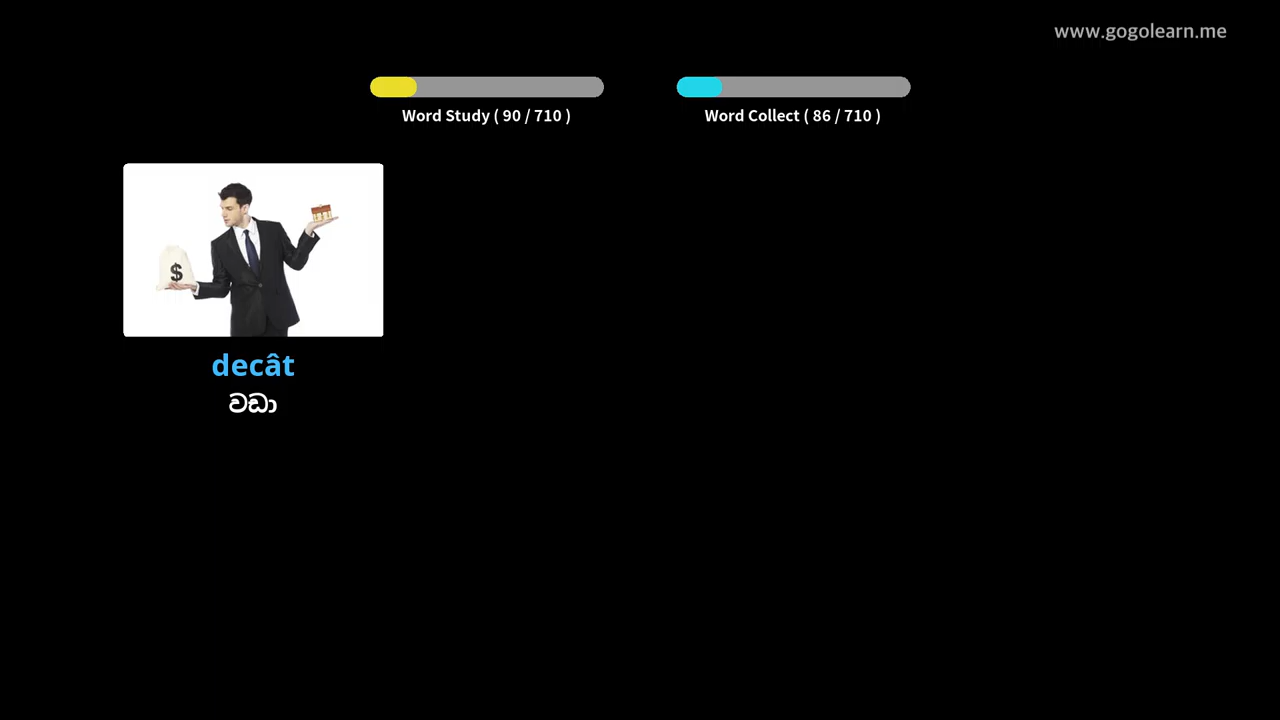 www.gogolearn.me
Word Study ( 90 / 710 )
Word Collect ( 86 / 710 )
$
decât
වඩා